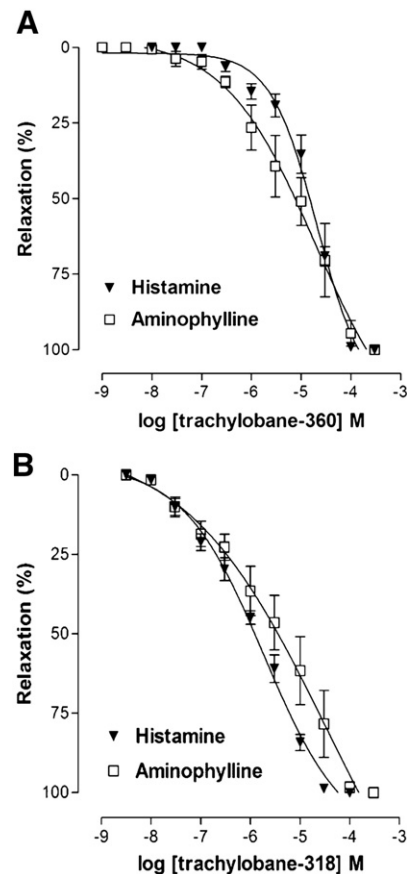 A
Relaxation (%)
0
25
50
75
100
Histamine
Aminophylline
-9 -8 -7 -6 -5 -4 -3
log [trachylobane-360] M
B
Relaxation (%)
0
25
50
75
100
Histamine
Aminophylline
-9 -8 -7 -6 -5 -4 -3
log [trachylobane-318] M